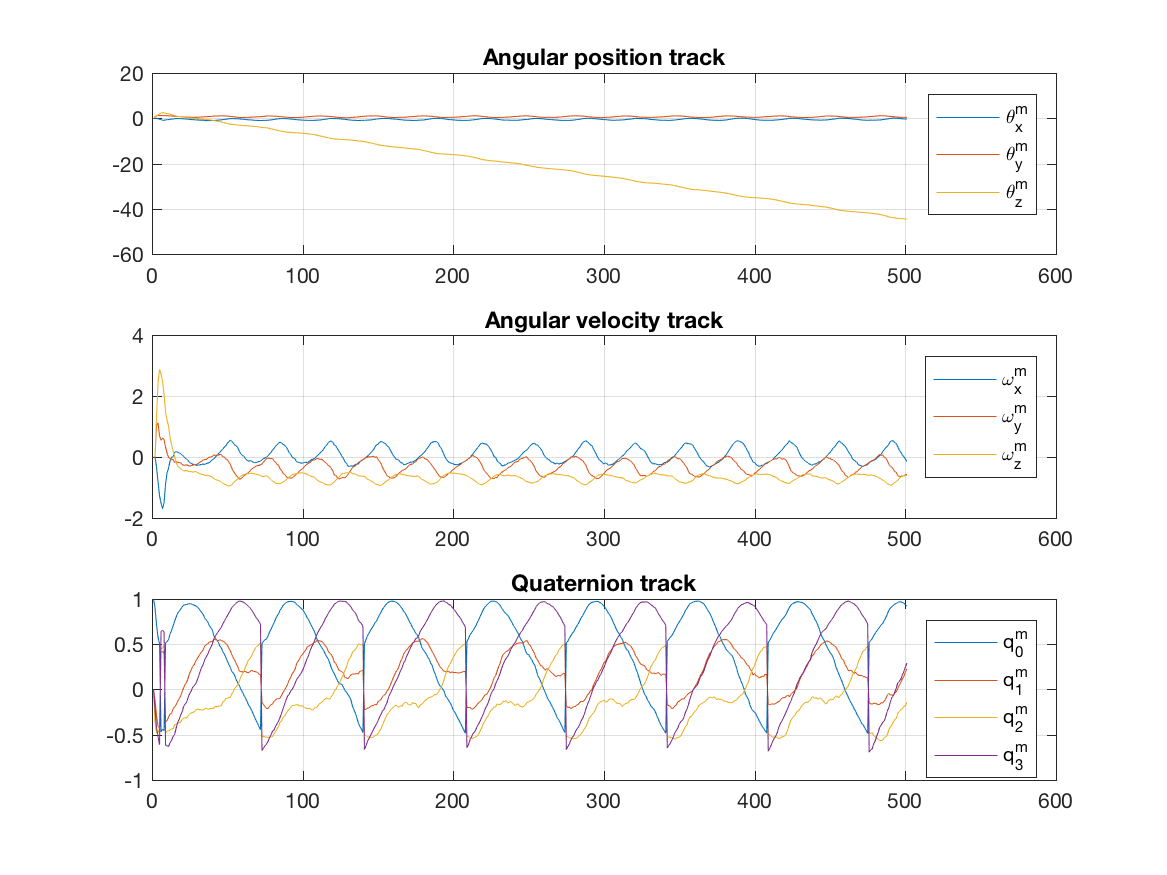 Angular position track
20
0
-20
-40
-60
0 100 200 300 400 500 600
θ_x^m
θ_y^m
θ_z^m
Angular velocity track
4
2
0
-2
0 100 200 300 400 500 600
ω_x^m
ω_y^m
ω_z^m
Quaternion track
1
0.5
0
-0.5
-1
0 100 200 300 400 500 600
q_0^m
q_1^m
q_2^m
q_3^m